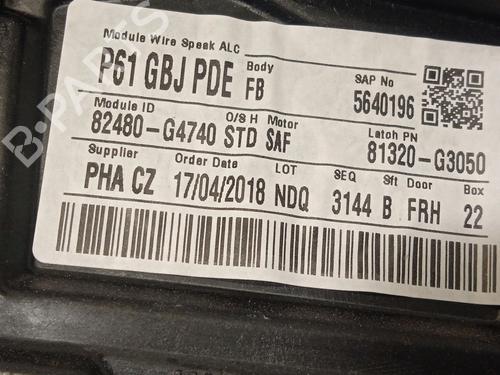 Module Wire Speak ALC Body SAP No
P61 GBJ PDE FB 5640196
Module ID O/S H Motor Latch PN
82480-G4740 STD SAF 81320-G3050
Supplier Order Date LOT SEQ Sft Door Box
PHA CZ 17/04/2018 NDQ 3144 B FRH 22
B-PARTS